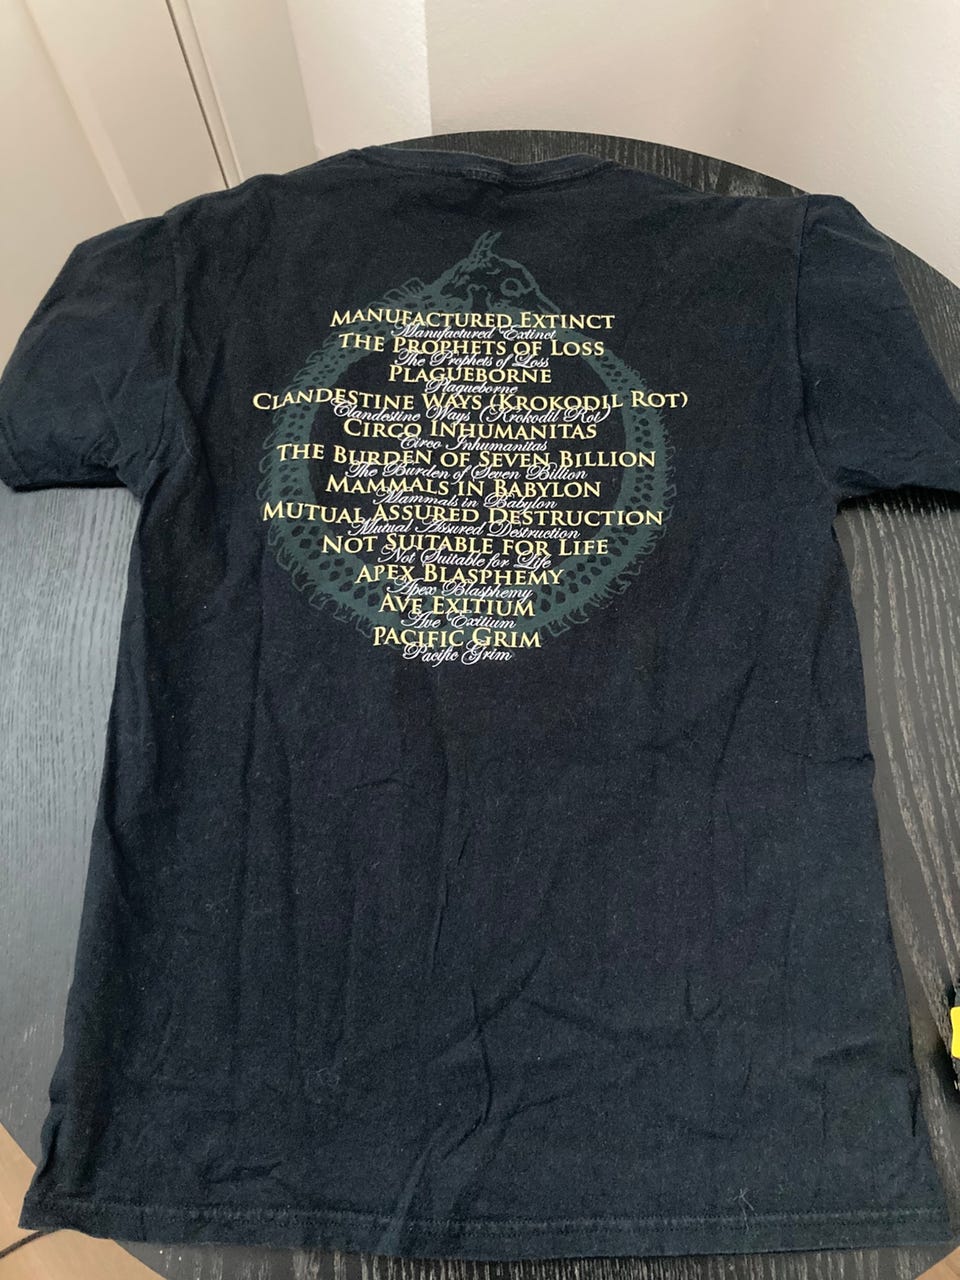 MANUFACTURED EXTINCT
Manufactured Extinct
THE PROPHETS OF LOSS
The Prophets of Loss
PLAGUEBORNE
Plagueborne
CLANDESTINE WAYS (KROKODIL ROT)
Clandestine Ways (Krokodil Rot)
CIRCO INHUMANITAS
Circo Inhumanitas
THE BURDEN OF SEVEN BILLION
The Burden of Seven Billion
MAMMALS IN BABYLON
Mammals in Babylon
MUTUAL ASSURED DESTRUCTION
Mutual Assured Destruction
NOT SUITABLE FOR LIFE
Not Suitable for Life
APEX BLASPHEMY
Apex Blasphemy
AVE EXITIUM
Ave Exitium
PACIFIC GRIM
Pacific Grim